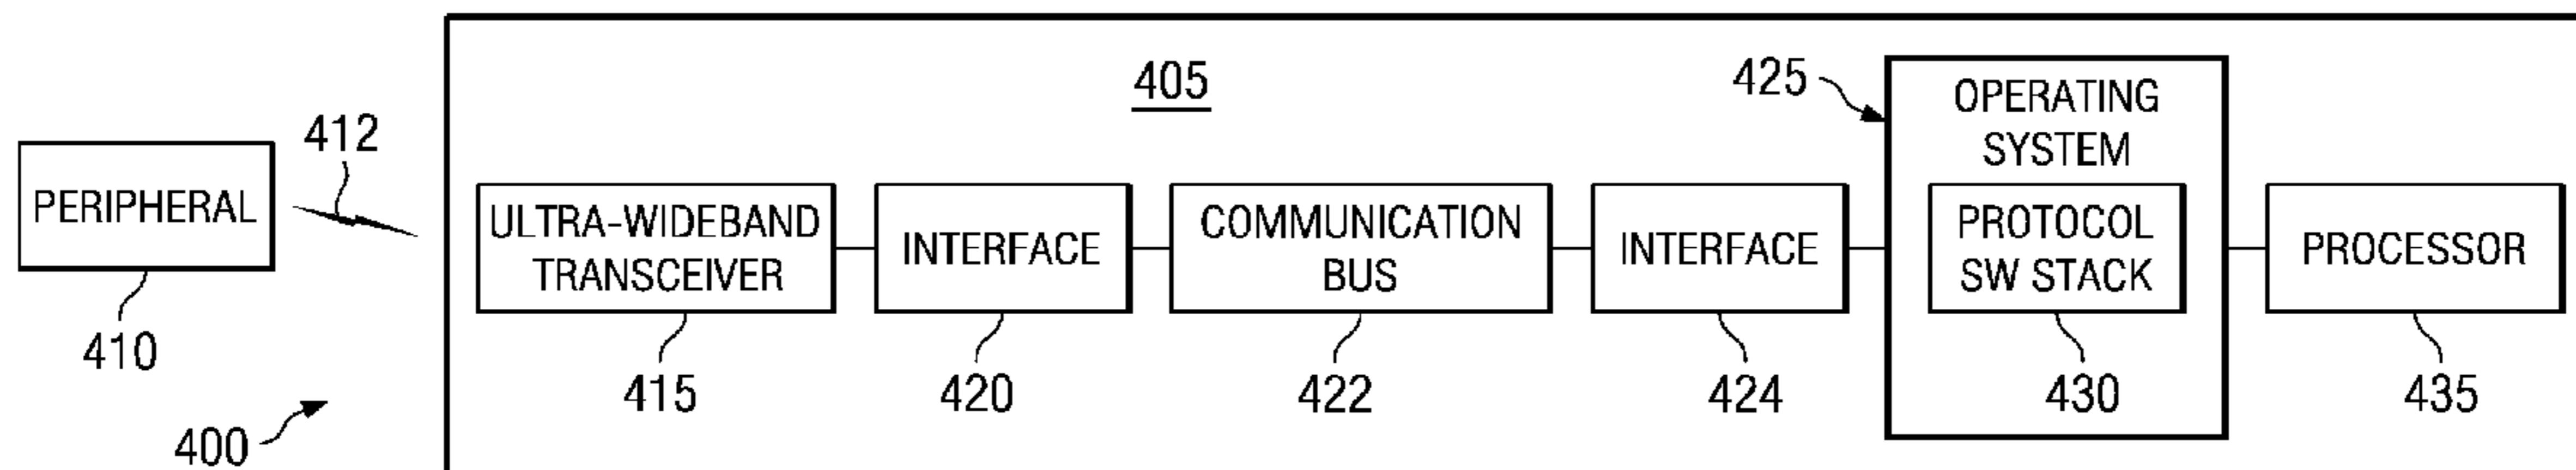 405
425
OPERATING
SYSTEM
412
PERIPHERAL
ULTRA-WIDEBAND
TRANSCEIVER
INTERFACE
COMMUNICATION
BUS
INTERFACE
PROTOCOL
SW STACK
PROCESSOR
410
415
420
422
424
430
435
400